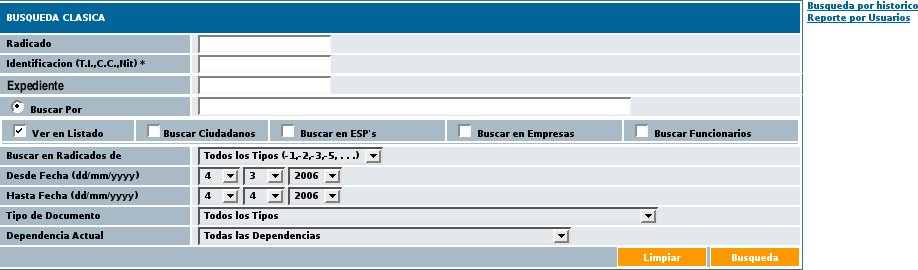 BUSQUEDA CLASICA
Busqueda por historico
Reporte por Usuarios
Radicado
Identificacion (T.I.,C.C.,Nit) *
Expediente
Buscar Por
Ver en Listado Buscar Ciudadanos Buscar en ESP's Buscar en Empresas Buscar Funcionarios
Buscar en Radicados de Todos los Tipos (-1,-2,-3,-5, . . .)
Desde Fecha (dd/mm/yyyy) 4 3 2006
Hasta Fecha (dd/mm/yyyy) 4 4 2006
Tipo de Documento Todos los Tipos
Dependencia Actual Todas las Dependencias
Limpiar Busqueda